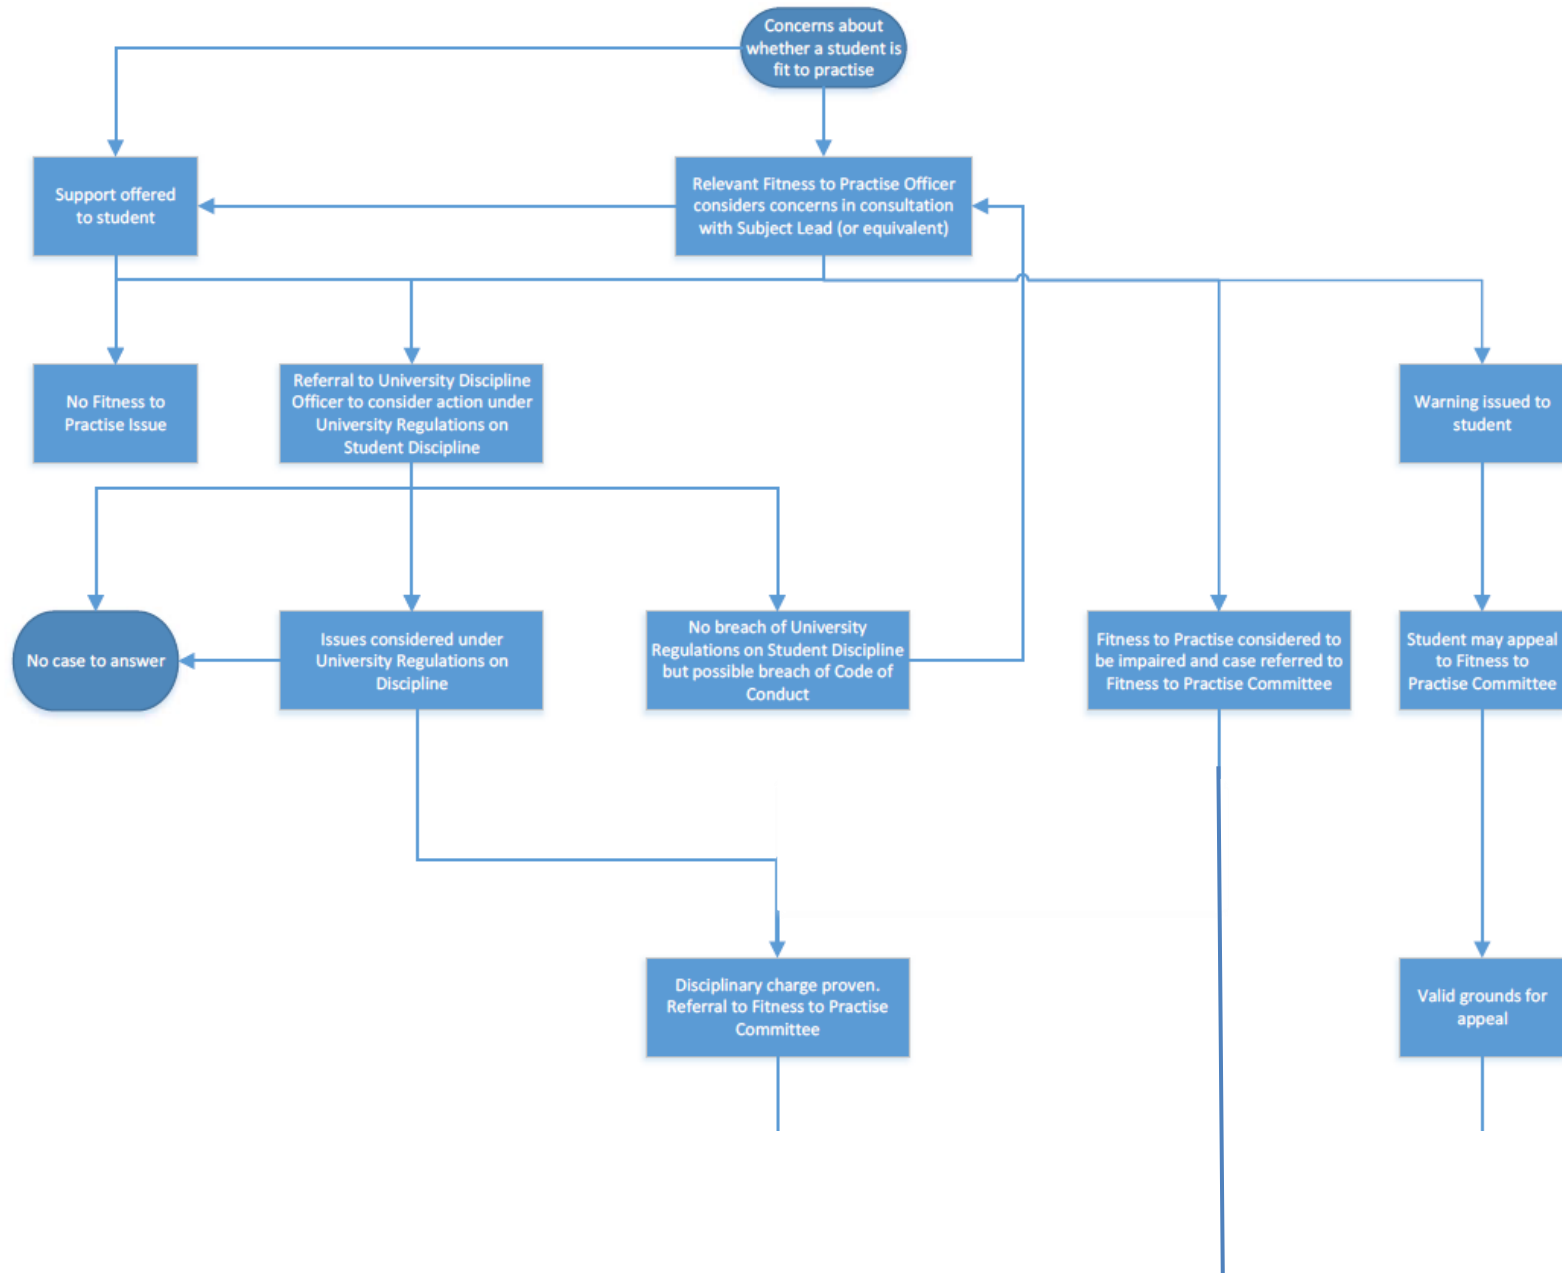 Concerns about
whether a student is
fit to practise
Support offered
to student
Relevant Fitness to Practise Officer
considers concerns in consultation
with Subject Lead (or equivalent)
No Fitness to
Practise Issue
Referral to University Discipline
Officer to consider action under
University Regulations on
Student Discipline
Warning issued to
student
No case to answer
Issues considered under
University Regulations on
Discipline
No breach of University
Regulations on Student Discipline
but possible breach of Code of
Conduct
Fitness to Practise considered to
be impaired and case referred to
Fitness to Practise Committee
Student may appeal
to Fitness to
Practise Committee
Disciplinary charge proven.
Referral to Fitness to Practise
Committee
Valid grounds for
appeal